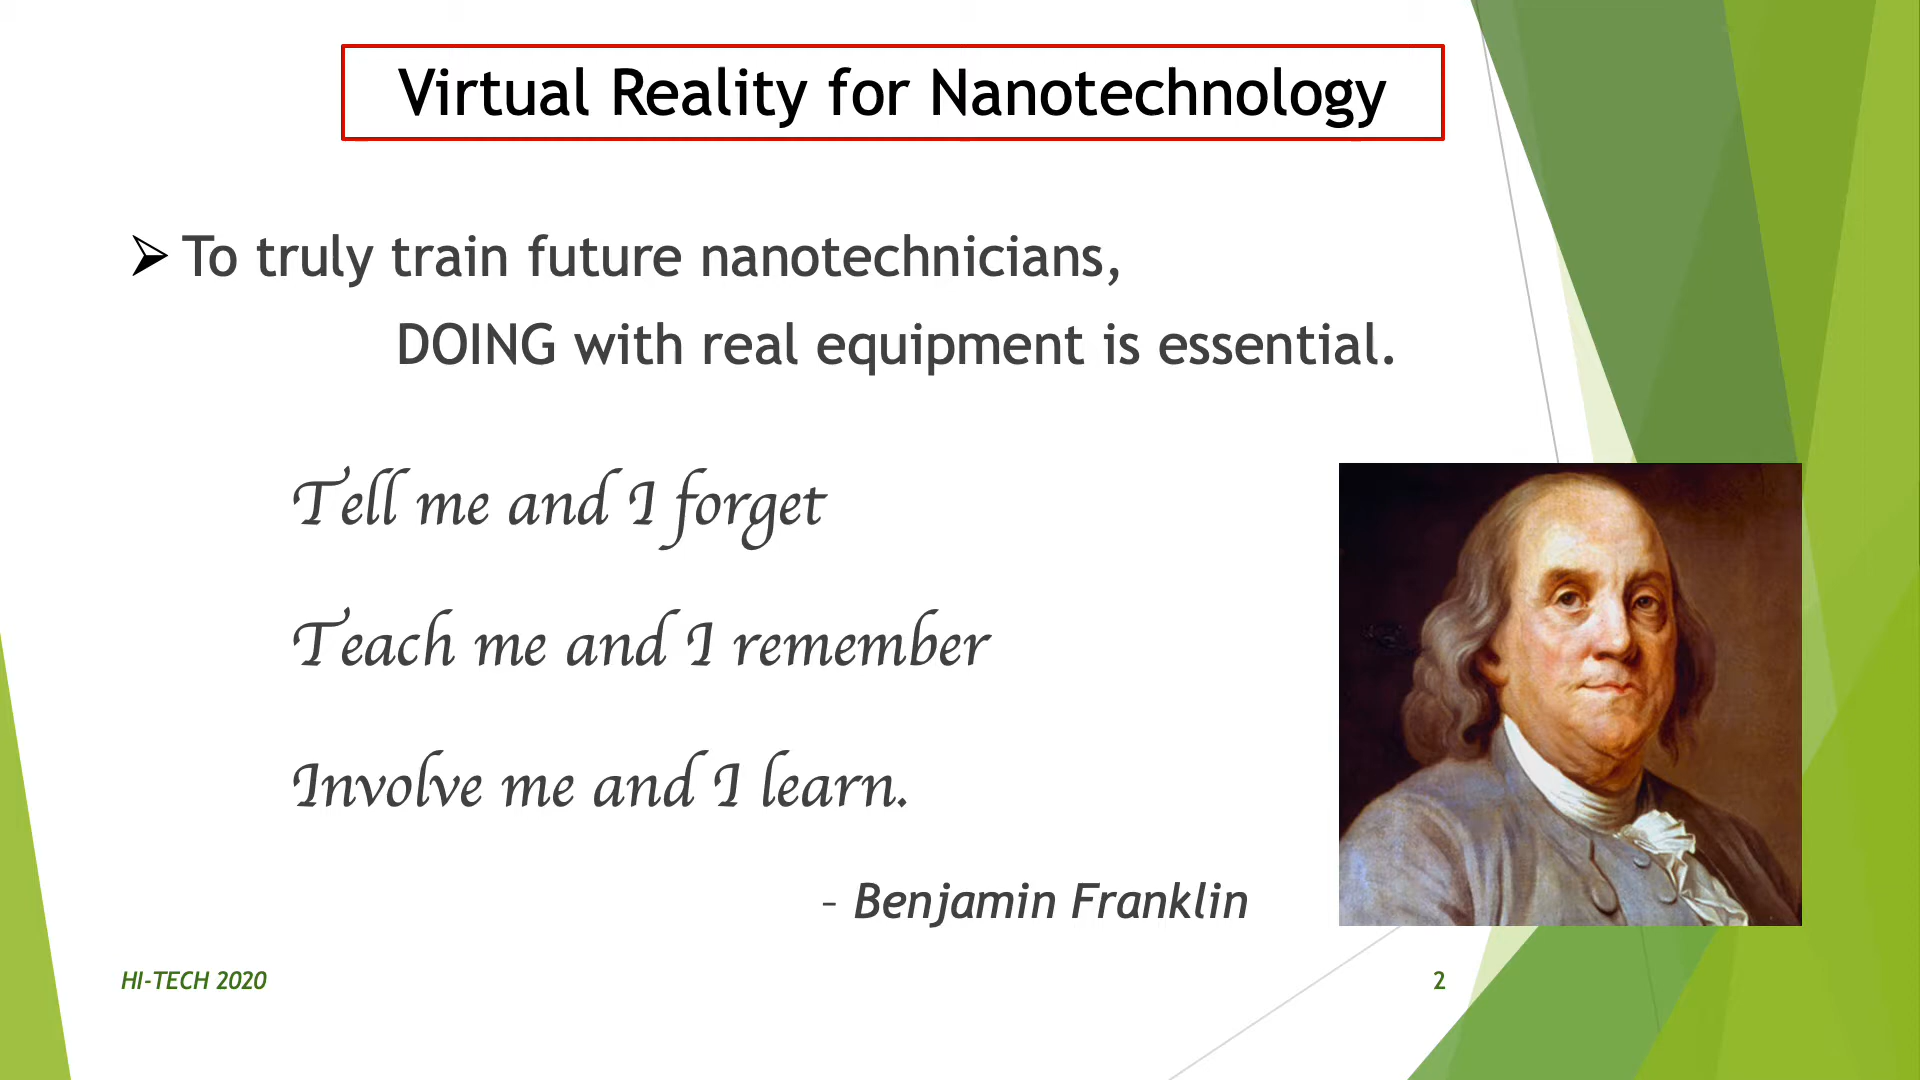 Virtual Reality for Nanotechnology
➢ To truly train future nanotechnicians,
DOING with real equipment is essential.
Tell me and I forget
Teach me and I remember
Involve me and I learn.
– Benjamin Franklin
HI-TECH 2020
2